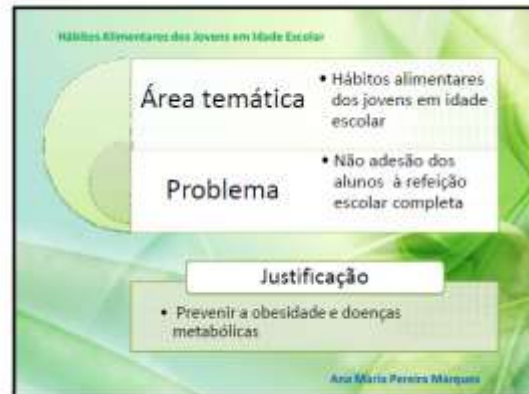 Hábitos Alimentares dos Jovens em Idade Escolar
Área temática
• Hábitos alimentares
dos jovens em idade
escolar
Problema
• Não adesão dos
alunos à refeição
escolar completa
Justificação
• Prevenir a obesidade e doenças
metabólicas
Ana Maria Pereira Marques